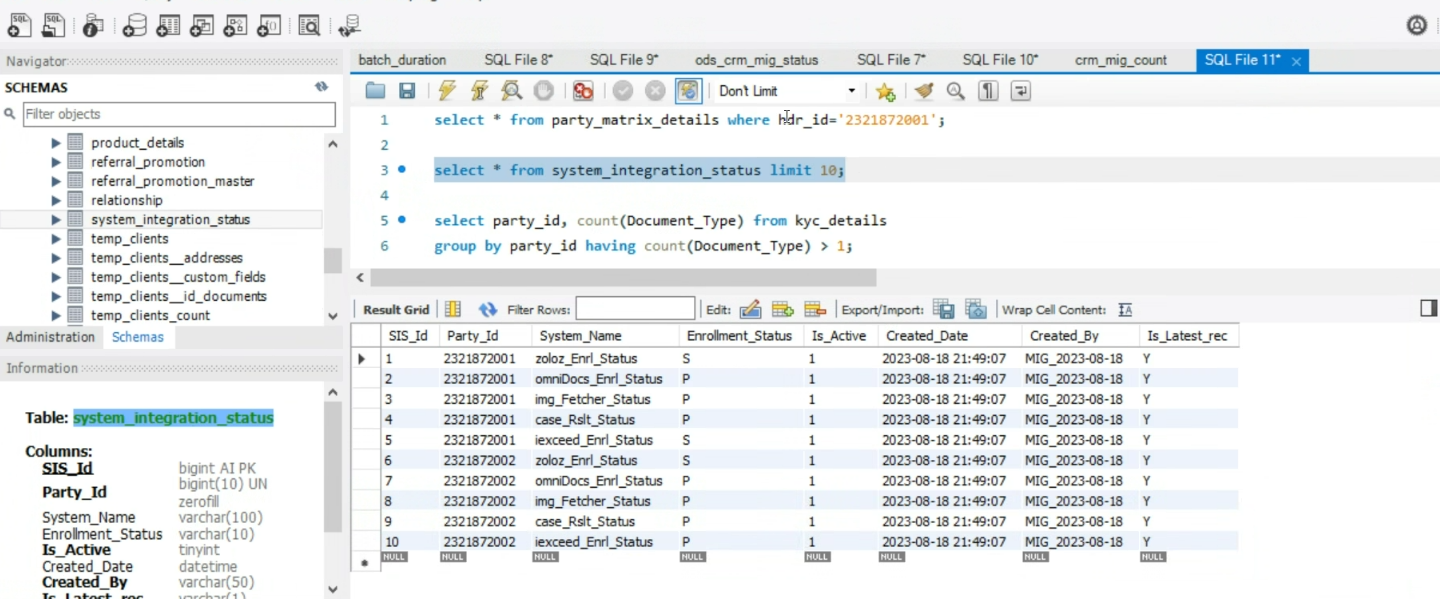 batch_duration SQL File 8* SQL File 9* ods_crm_mig_status SQL File 7* SQL File 10* crm_mig_count SQL File 11*
Navigator
SCHEMAS
Filter objects
product_details
referral_promotion
referral_promotion_master
relationship
system_integration_status
temp_clients
temp_clients__addresses
temp_clients__custom_fields
temp_clients__id_documents
temp_clients_count
Administration Schemas
Information
Table: system_integration_status
Columns:
SIS_Id bigint AI PK
Party_Id bigint(10) UN zerofill
System_Name varchar(100)
Enrollment_Status varchar(10)
Is_Active tinyint
Created_Date datetime
Created_By varchar(50)
Is_Latest_rec varchar(1)
Don't Limit
1 select * from party_matrix_details where hdr_id='2321872001';
2
3 select * from system_integration_status limit 10;
4
5 select party_id, count(Document_Type) from kyc_details
6 group by party_id having count(Document_Type) > 1;
Result Grid Filter Rows: Edit: Export/Import: Wrap Cell Content:
SIS_Id Party_Id System_Name Enrollment_Status Is_Active Created_Date Created_By Is_Latest_rec
1 2321872001 zoloz_Enrl_Status S 1 2023-08-18 21:49:07 MIG_2023-08-18 Y
2 2321872001 omniDocs_Enrl_Status P 1 2023-08-18 21:49:07 MIG_2023-08-18 Y
3 2321872001 img_Fetcher_Status P 1 2023-08-18 21:49:07 MIG_2023-08-18 Y
4 2321872001 case_Rslt_Status P 1 2023-08-18 21:49:07 MIG_2023-08-18 Y
5 2321872001 iexceed_Enrl_Status S 1 2023-08-18 21:49:07 MIG_2023-08-18 Y
6 2321872002 zoloz_Enrl_Status S 1 2023-08-18 21:49:07 MIG_2023-08-18 Y
7 2321872002 omniDocs_Enrl_Status P 1 2023-08-18 21:49:07 MIG_2023-08-18 Y
8 2321872002 img_Fetcher_Status P 1 2023-08-18 21:49:07 MIG_2023-08-18 Y
9 2321872002 case_Rslt_Status P 1 2023-08-18 21:49:07 MIG_2023-08-18 Y
10 2321872002 iexceed_Enrl_Status P 1 2023-08-18 21:49:07 MIG_2023-08-18 Y
NULL NULL NULL NULL NULL NULL NULL NULL